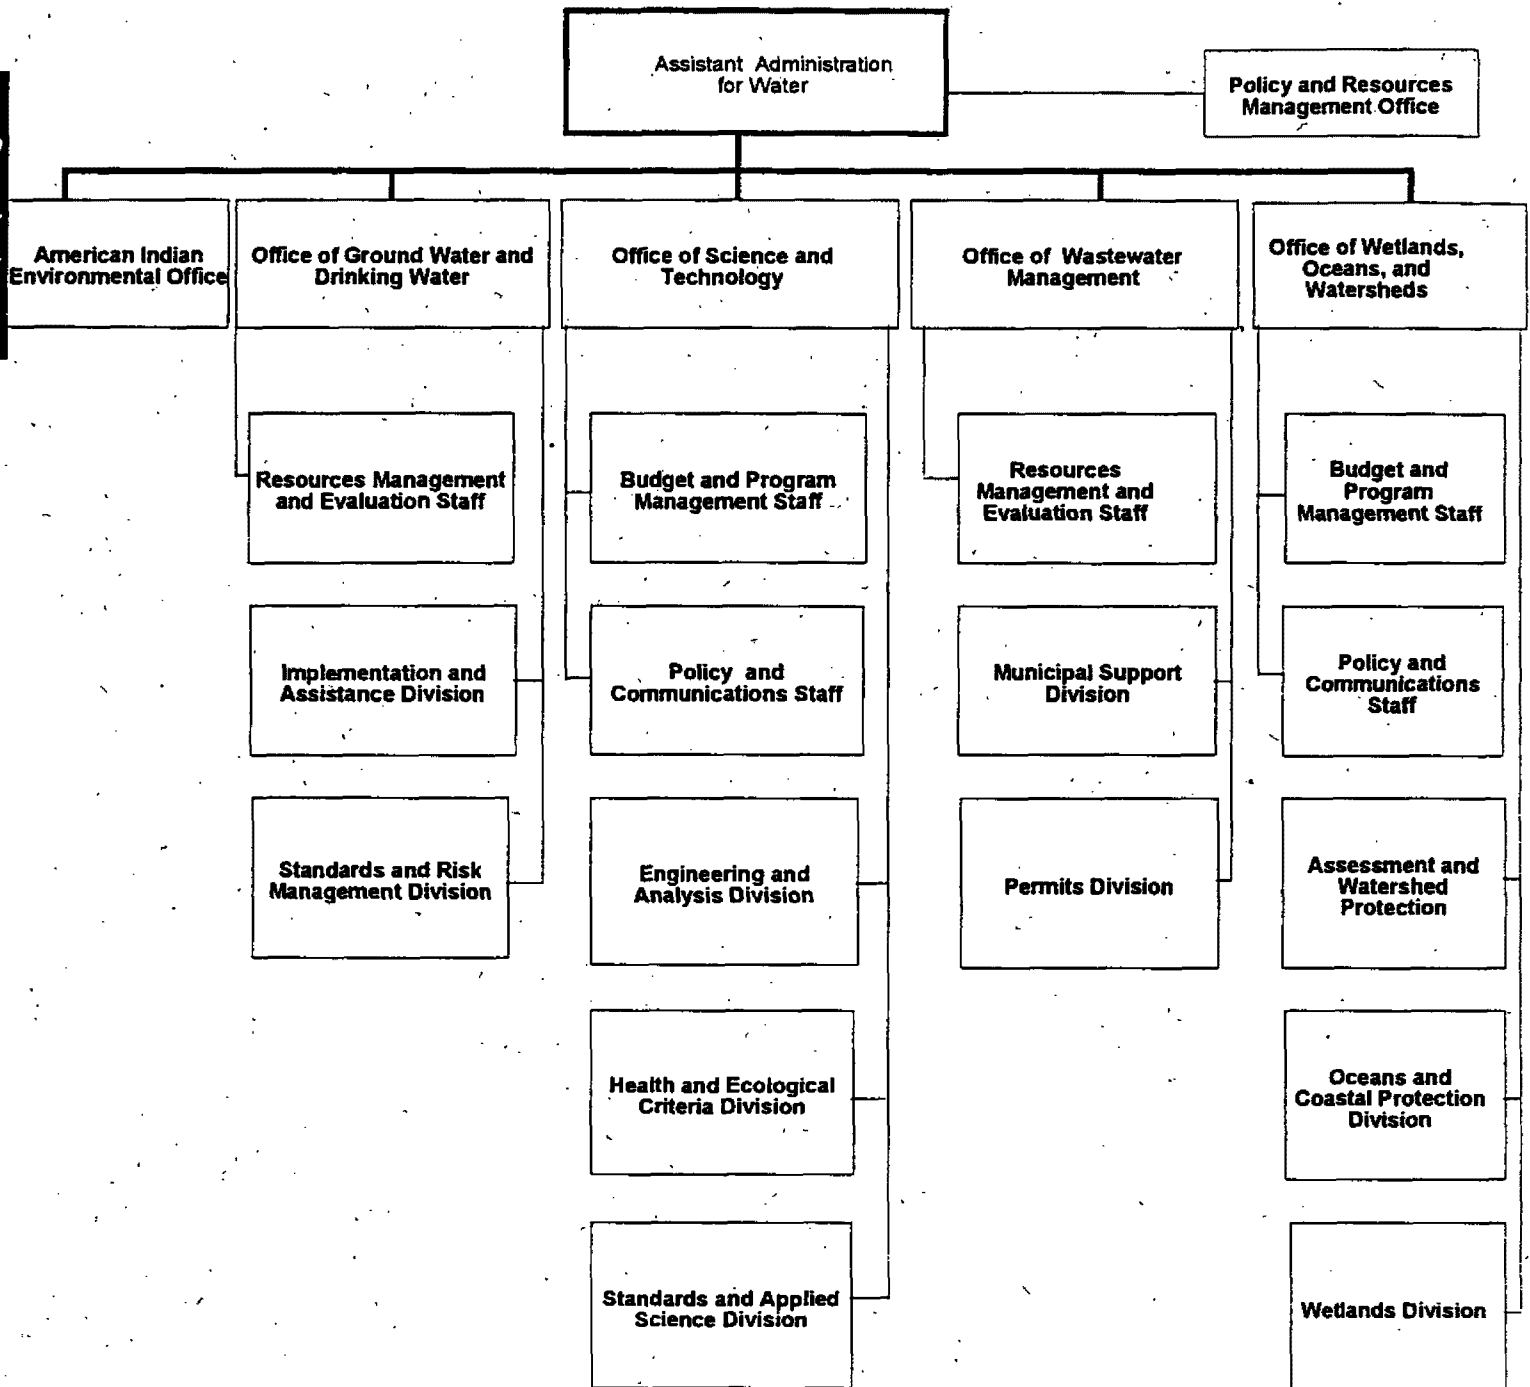 Assistant Administration
for Water
Policy and Resources
Management Office
American Indian
Environmental Office
Office of Ground Water and
Drinking Water
Office of Science and
Technology
Office of Wastewater
Management
Office of Wetlands,
Oceans, and
Watersheds
Resources Management
and Evaluation Staff
Budget and Program
Management Staff
Resources
Management and
Evaluation Staff
Budget and
Program
Management Staff
Implementation and
Assistance Division
Policy and
Communications Staff
Municipal Support
Division
Policy and
Communications
Staff
Standards and Risk
Management Division
Engineering and
Analysis Division
Permits Division
Assessment and
Watershed
Protection
Health and Ecological
Criteria Division
Oceans and
Coastal Protection
Division
Standards and Applied
Science Division
Wetlands Division